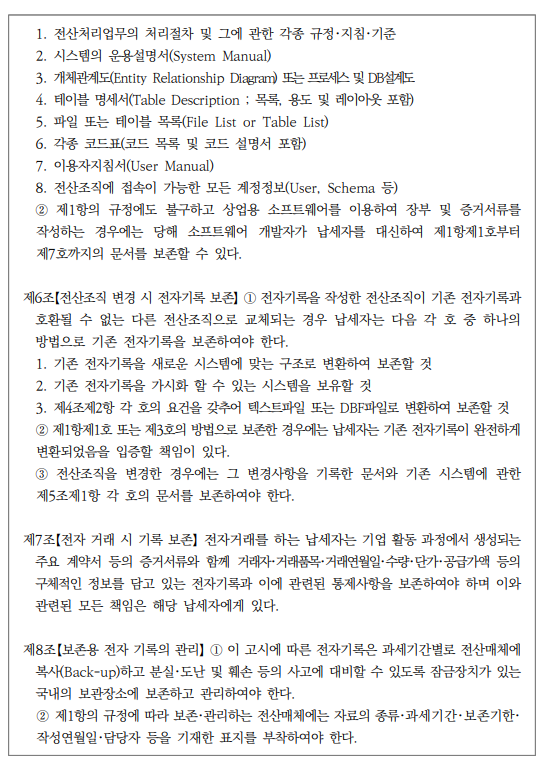 1. 전산처리업무의 처리절차 및 그에 관한 각종 규정·지침·기준
2. 시스템의 운용설명서(System Manual)
3. 개체관계도(Entity Relationship Diagram) 또는 프로세스 및 DB설계도
4. 테이블 명세서(Table Description ; 목록, 용도 및 레이아웃 포함)
5. 파일 또는 테이블 목록(File List or Table List)
6. 각종 코드표(코드 목록 및 코드 설명서 포함)
7. 이용자지침서(User Manual)
8. 전산조직에 접속이 가능한 모든 계정정보(User, Schema 등)
② 제1항의 규정에도 불구하고 상업용 소프트웨어를 이용하여 장부 및 증거서류를
작성하는 경우에는 당해 소프트웨어 개발자가 납세자를 대신하여 제1항제1호부터
제7호까지의 문서를 보존할 수 있다.
제6조【전산조직 변경 시 전자기록 보존】 ① 전자기록을 작성한 전산조직이 기존 전자기록과
호환될 수 없는 다른 전산조직으로 교체되는 경우 납세자는 다음 각 호 중 하나의
방법으로 기존 전자기록을 보존하여야 한다.
1. 기존 전자기록을 새로운 시스템에 맞는 구조로 변환하여 보존할 것
2. 기존 전자기록을 가시화 할 수 있는 시스템을 보유할 것
3. 제4조제2항 각 호의 요건을 갖추어 텍스트파일 또는 DBF파일로 변환하여 보존할 것
② 제1항제1호 또는 제3호의 방법으로 보존한 경우에는 납세자는 기존 전자기록이 완전하게
변환되었음을 입증할 책임이 있다.
③ 전산조직을 변경한 경우에는 그 변경사항을 기록한 문서와 기존 시스템에 관한
제5조제1항 각 호의 문서를 보존하여야 한다.
제7조【전자 거래 시 기록 보존】 전자거래를 하는 납세자는 기업 활동 과정에서 생성되는
주요 계약서 등의 증거서류와 함께 거래자·거래품목·거래연월일·수량·단가·공급가액 등의
구체적인 정보를 담고 있는 전자기록과 이에 관련된 통제사항을 보존하여야 하며 이와
관련된 모든 책임은 해당 납세자에게 있다.
제8조【보존용 전자 기록의 관리】 ① 이 고시에 따른 전자기록은 과세기간별로 전산매체에
복사(Back-up)하고 분실·도난 및 훼손 등의 사고에 대비할 수 있도록 잠금장치가 있는
국내의 보관장소에 보존하고 관리하여야 한다.
② 제1항의 규정에 따라 보존·관리하는 전산매체에는 자료의 종류·과세기간·보존기한·
작성연월일·담당자 등을 기재한 표지를 부착하여야 한다.